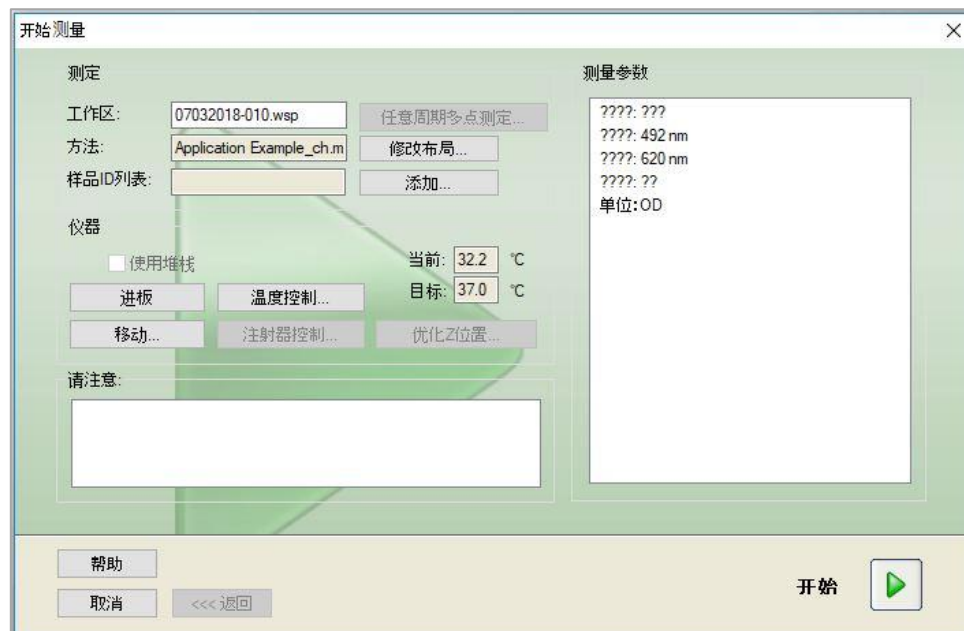 开始测量
测定
工作区:
07032018-010.wsp
任意周期多点测定...
方法:
Application Example_ch.m
修改布局...
样品ID列表:
添加...
仪器
使用堆栈
当前: 32.2 °C
目标: 37.0 °C
进板
温度控制...
移动...
注射器控制...
优化Z位置...
请注意:
测量参数
????: ???
????: 492 nm
????: 620 nm
????: ??
单位:OD
帮助
取消
<<< 返回
开始